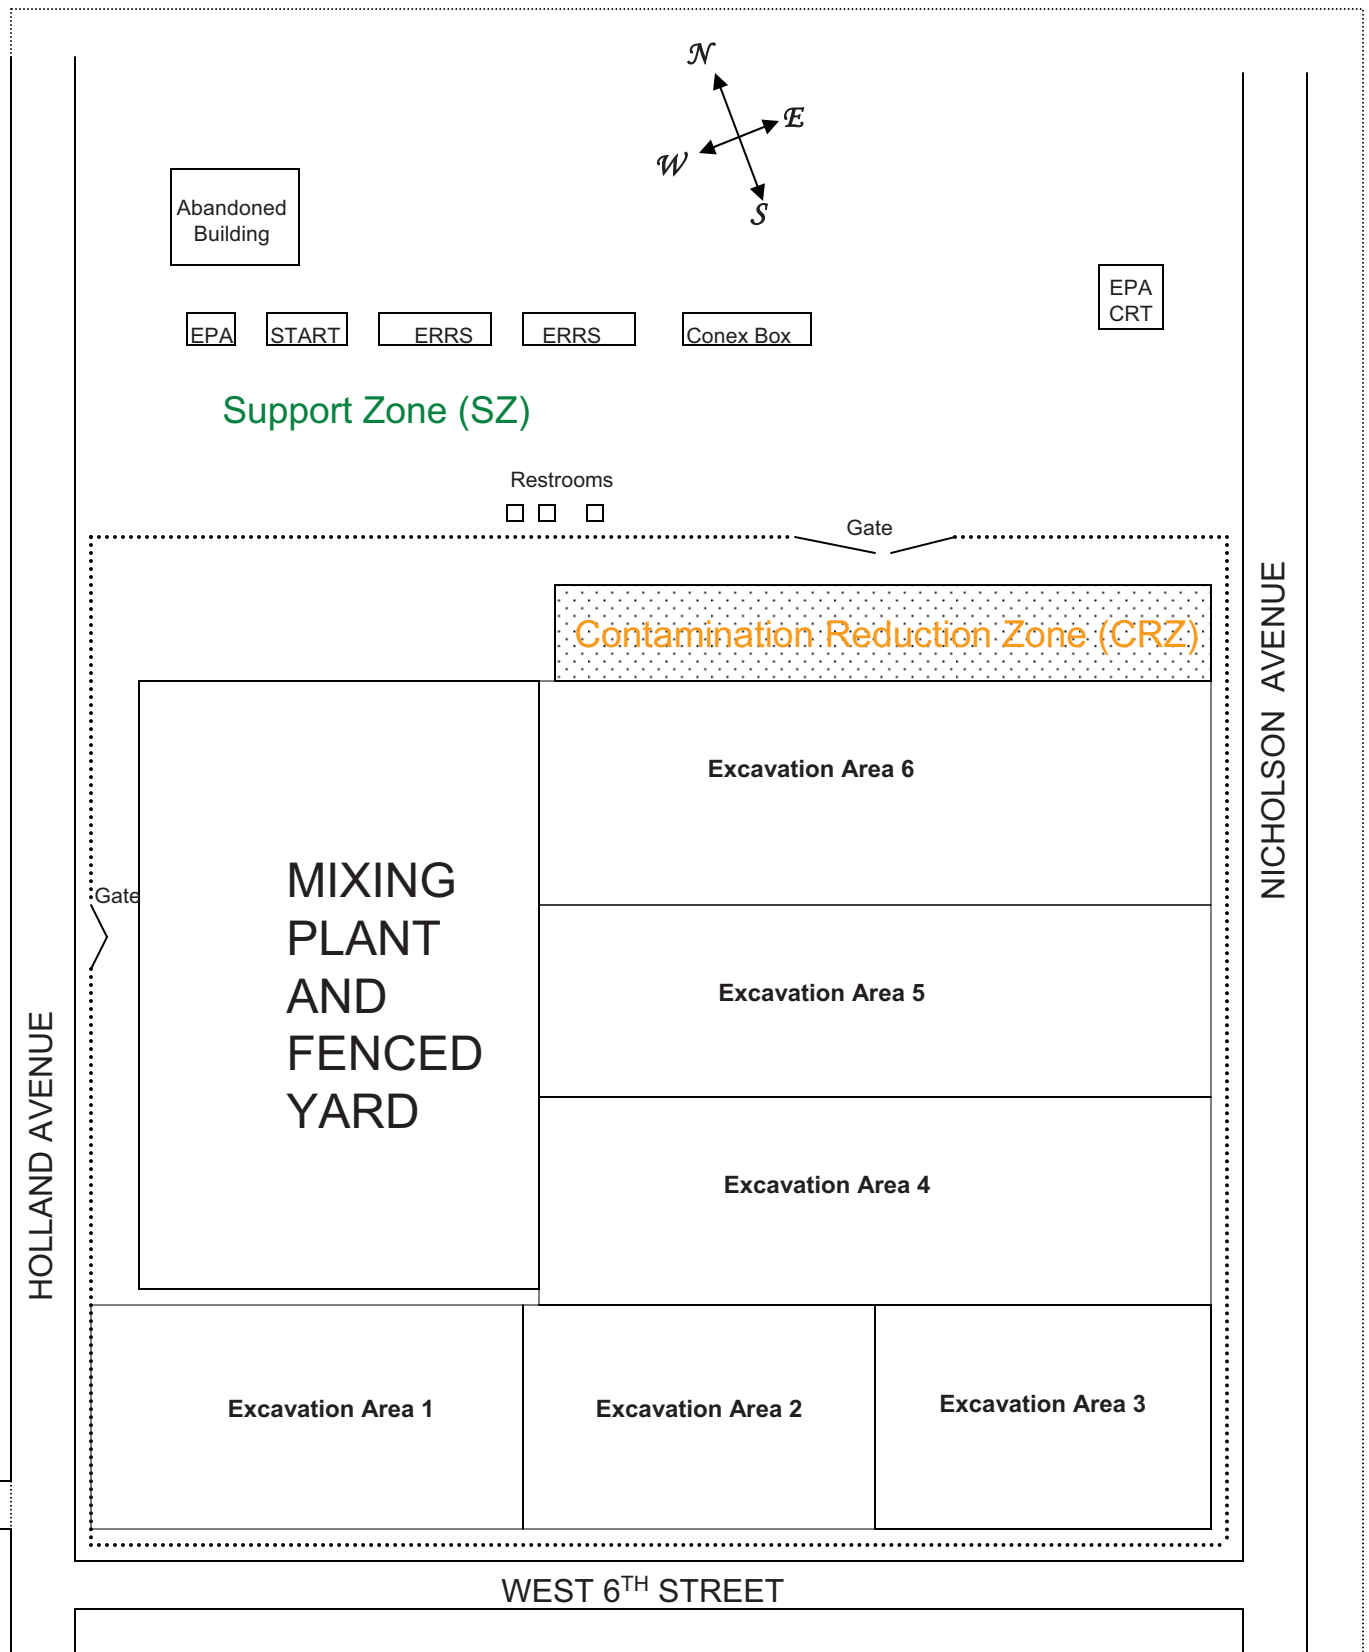 N
E
W
S
Abandoned
Building
EPA
CRT
EPA
START
ERRS
ERRS
Conex Box
Support Zone (SZ)
Restrooms
Gate
Contamination Reduction Zone (CRZ)
NICHOLSON AVENUE
Excavation Area 6
MIXING
PLANT
AND
FENCED
YARD
Gate
Excavation Area 5
HOLLAND AVENUE
Excavation Area 4
Excavation Area 1
Excavation Area 2
Excavation Area 3
WEST 6TH STREET